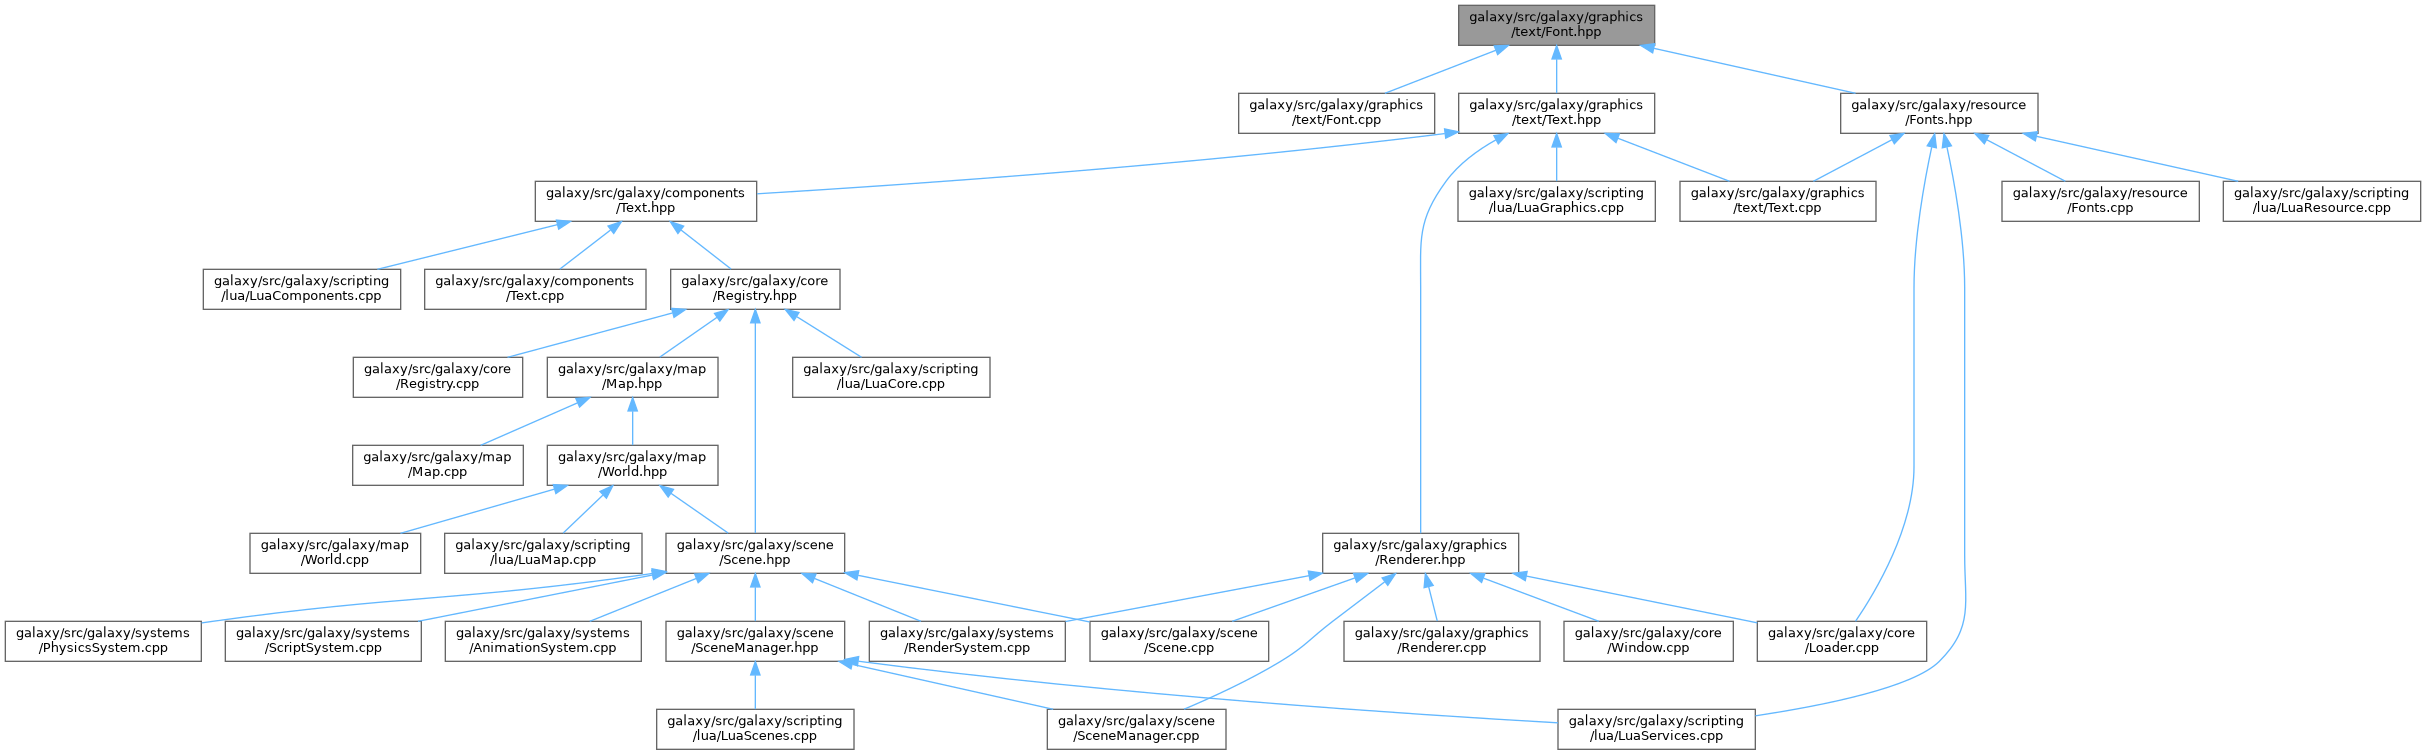 galaxy/src/galaxy/graphics
/text/Font.hpp
galaxy/src/galaxy/graphics
/text/Font.cpp
galaxy/src/galaxy/graphics
/text/Text.hpp
galaxy/src/galaxy/resource
/Fonts.hpp
galaxy/src/galaxy/components
/Text.hpp
galaxy/src/galaxy/scripting
/lua/LuaGraphics.cpp
galaxy/src/galaxy/graphics
/text/Text.cpp
galaxy/src/galaxy/resource
/Fonts.cpp
galaxy/src/galaxy/scripting
/lua/LuaResource.cpp
galaxy/src/galaxy/scripting
/lua/LuaComponents.cpp
galaxy/src/galaxy/components
/Text.cpp
galaxy/src/galaxy/core
/Registry.hpp
galaxy/src/galaxy/core
/Registry.cpp
galaxy/src/galaxy/map
/Map.hpp
galaxy/src/galaxy/scripting
/lua/LuaCore.cpp
galaxy/src/galaxy/map
/Map.cpp
galaxy/src/galaxy/map
/World.hpp
galaxy/src/galaxy/map
/World.cpp
galaxy/src/galaxy/scripting
/lua/LuaMap.cpp
galaxy/src/galaxy/scene
/Scene.hpp
galaxy/src/galaxy/graphics
/Renderer.hpp
galaxy/src/galaxy/systems
/PhysicsSystem.cpp
galaxy/src/galaxy/systems
/ScriptSystem.cpp
galaxy/src/galaxy/systems
/AnimationSystem.cpp
galaxy/src/galaxy/scene
/SceneManager.hpp
galaxy/src/galaxy/systems
/RenderSystem.cpp
galaxy/src/galaxy/scene
/Scene.cpp
galaxy/src/galaxy/graphics
/Renderer.cpp
galaxy/src/galaxy/core
/Window.cpp
galaxy/src/galaxy/core
/Loader.cpp
galaxy/src/galaxy/scripting
/lua/LuaScenes.cpp
galaxy/src/galaxy/scene
/SceneManager.cpp
galaxy/src/galaxy/scripting
/lua/LuaServices.cpp